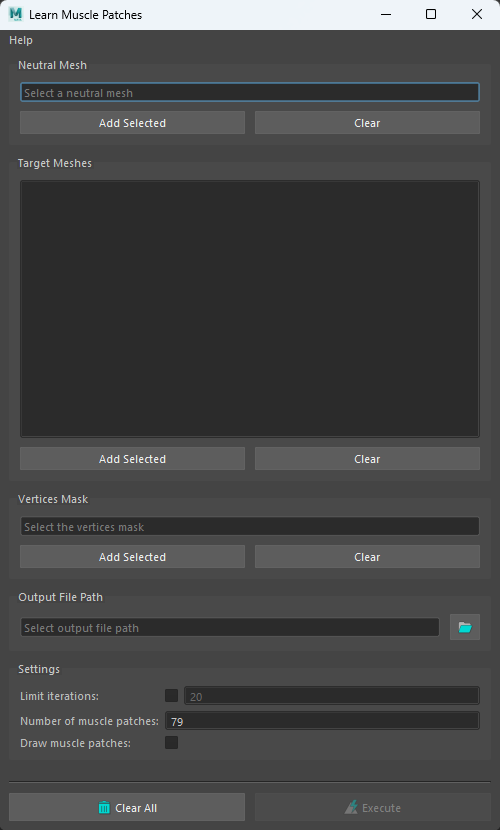 Learn Muscle Patches
Help
Neutral Mesh
Select a neutral mesh
Add Selected Clear
Target Meshes
Add Selected Clear
Vertices Mask
Select the vertices mask
Add Selected Clear
Output File Path
Select output file path
Settings
Limit iterations: 20
Number of muscle patches: 79
Draw muscle patches:
Clear All Execute